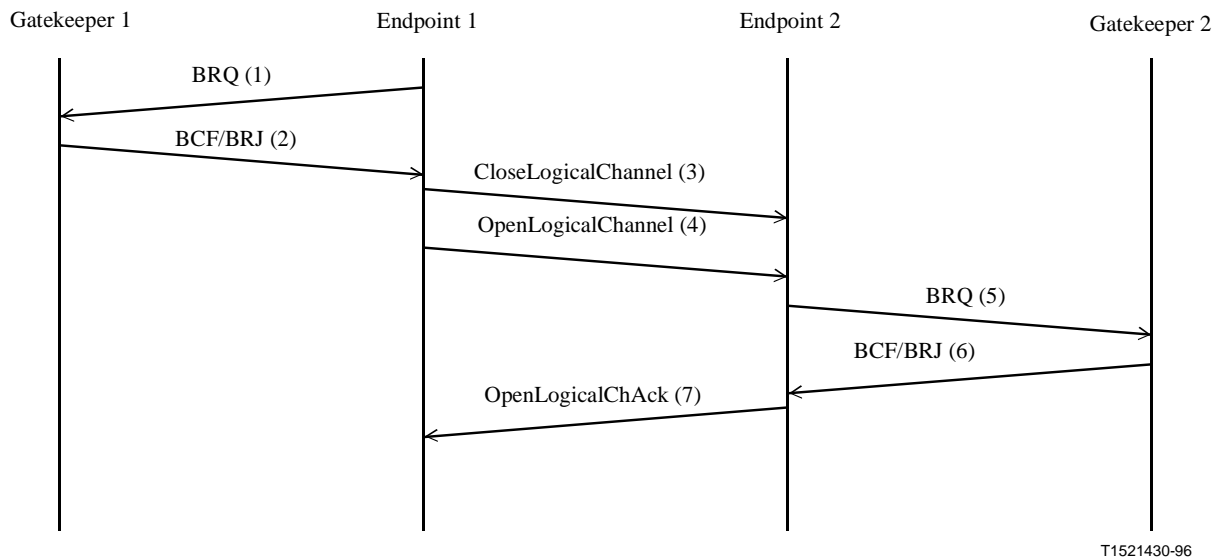 Gatekeeper 1
Endpoint 1
Endpoint 2
Gatekeeper 2
BRQ (1)
BCF/BRJ (2)
CloseLogicalChannel (3)
OpenLogicalChannel (4)
BRQ (5)
BCF/BRJ (6)
OpenLogicalChAck (7)
T1521430-96